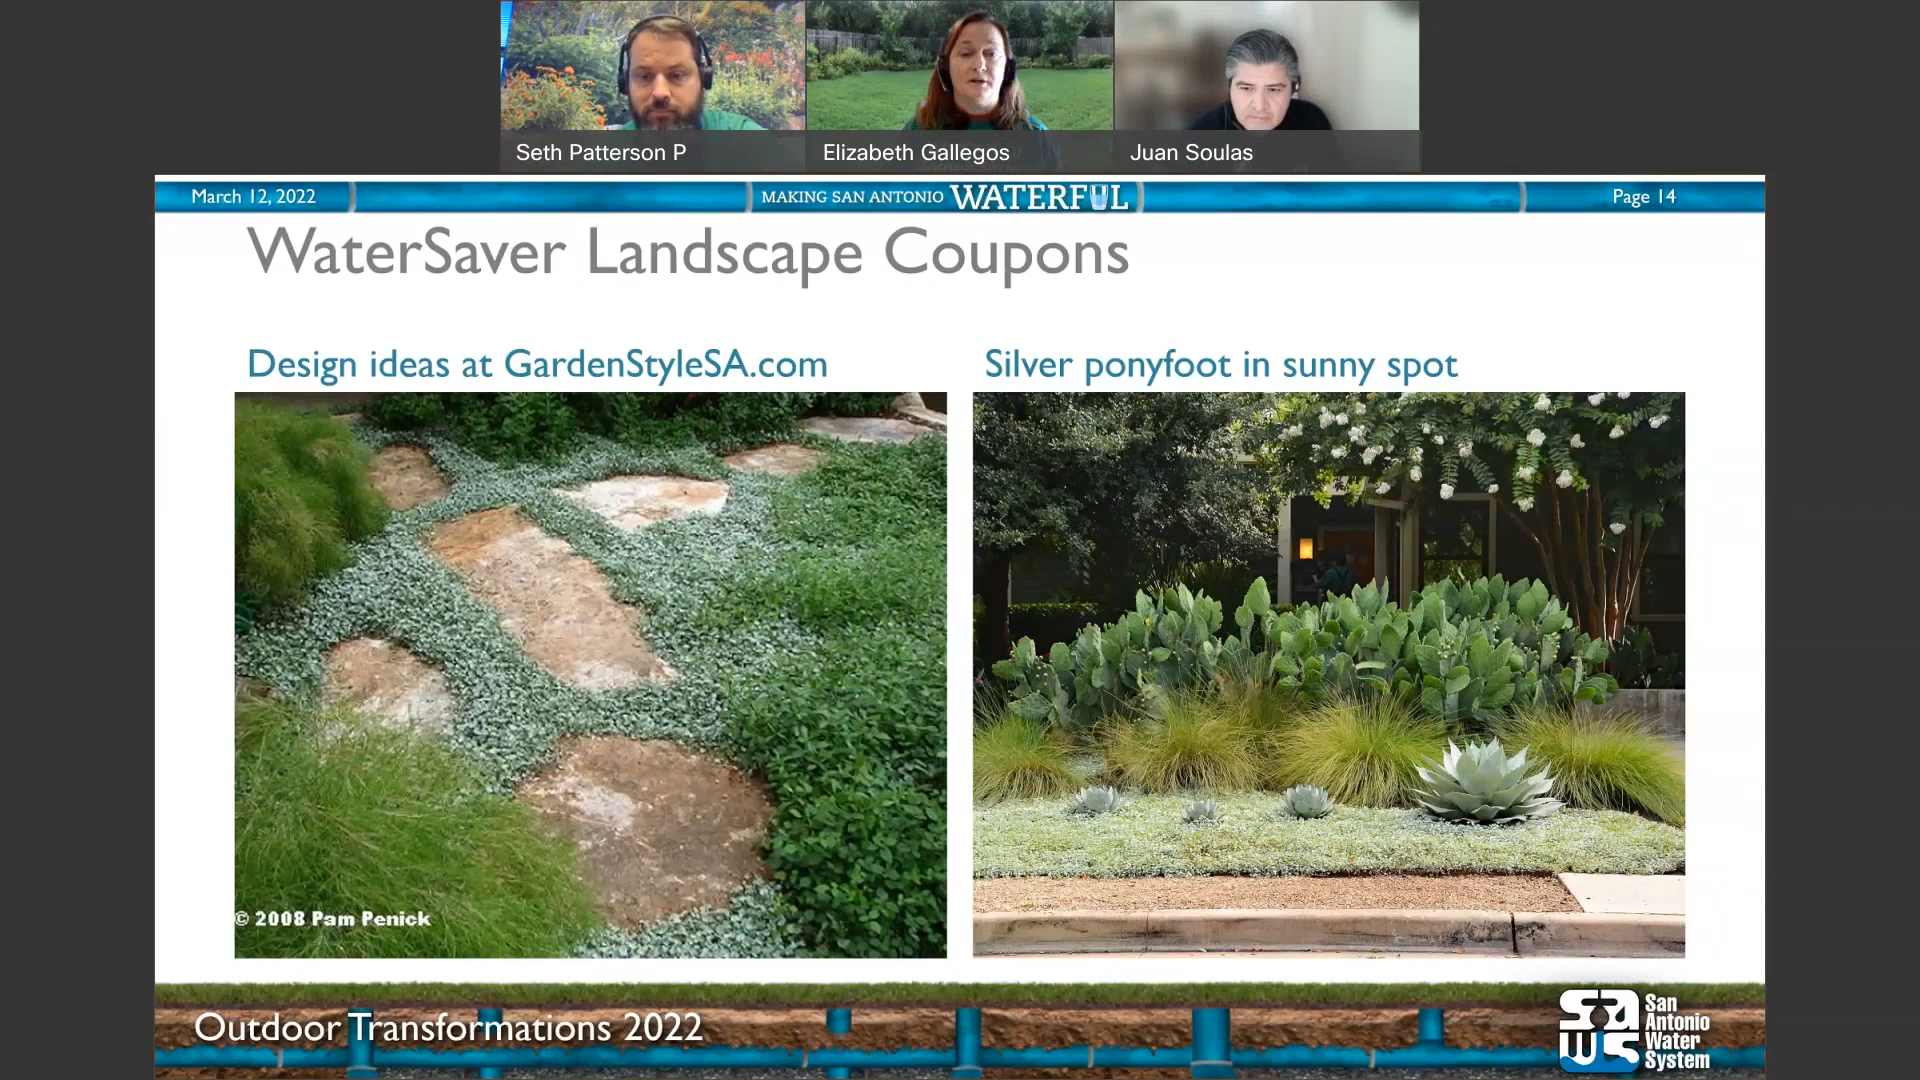 Seth Patterson P
Elizabeth Gallegos
Juan Soulas
March 12, 2022
MAKING SAN ANTONIO WATERFUL
Page 14
WaterSaver Landscape Coupons
Design ideas at GardenStyleSA.com
Silver ponyfoot in sunny spot
© 2008 Pam Penick
Outdoor Transformations 2022
SAWS
San
Antonio
Water
System